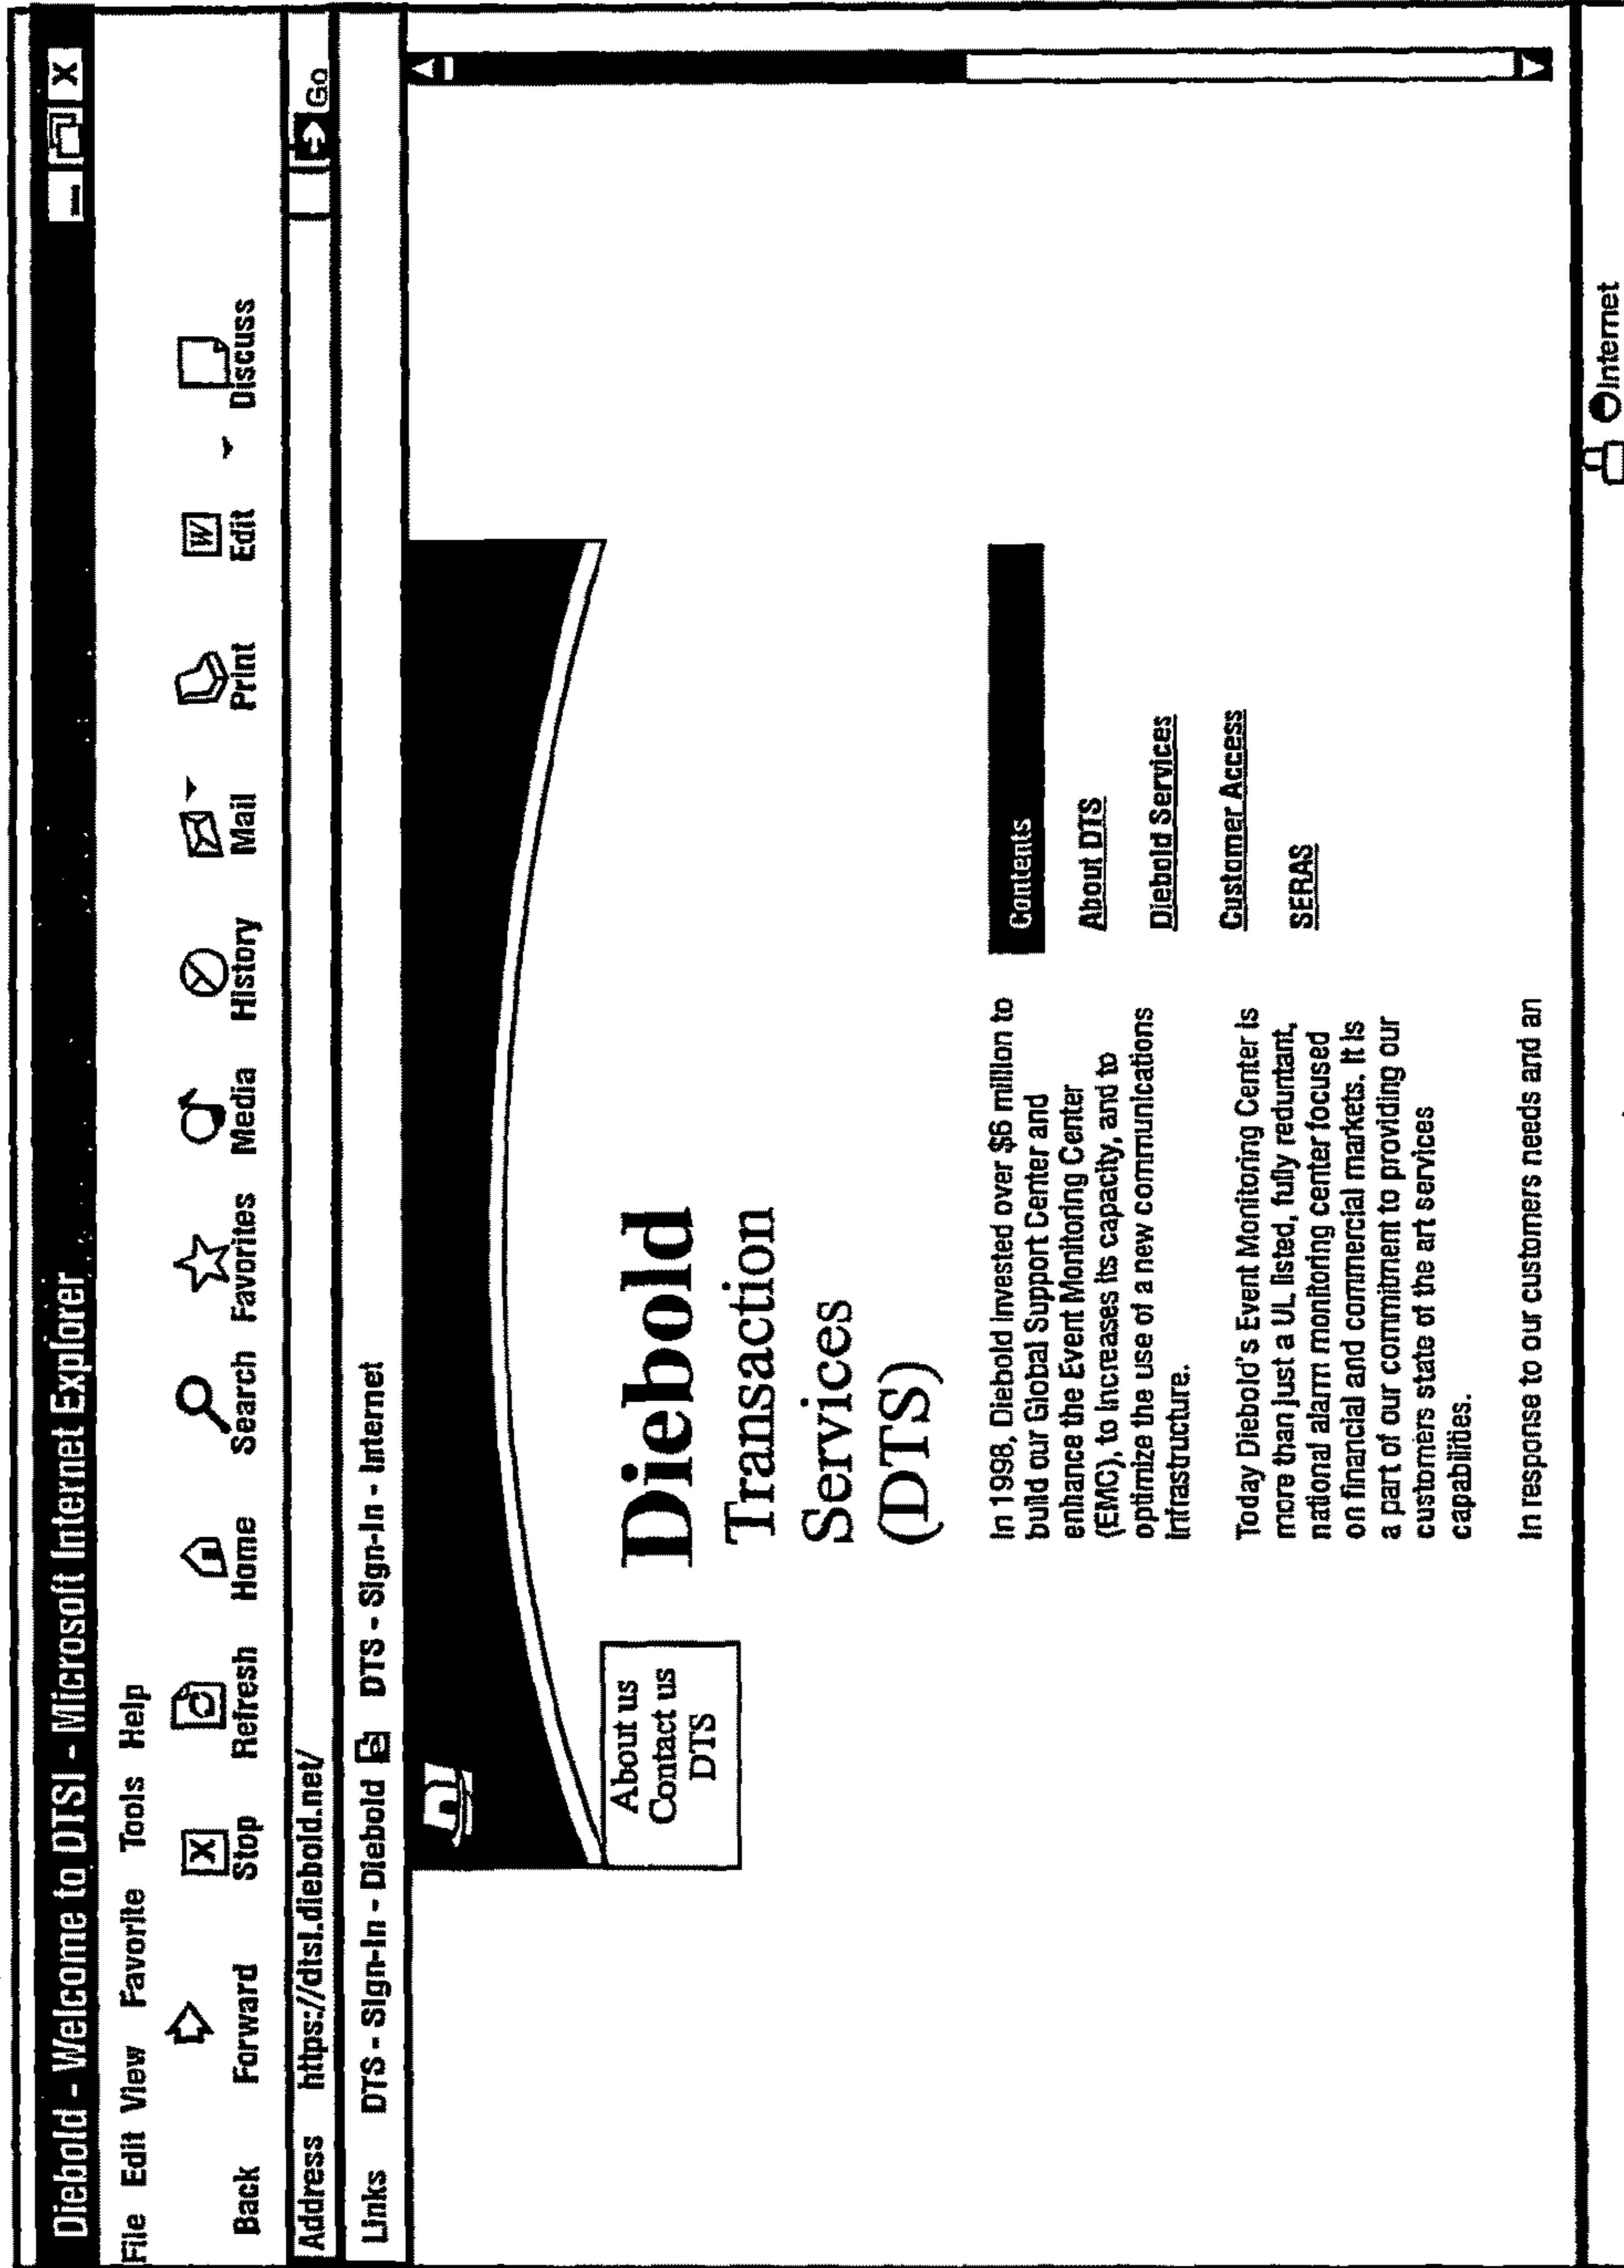 Diebold - Welcome to DTSI - Microsoft Internet Explorer
File Edit View Favorite Tools Help
Back Forward Stop Refresh Home Search Favorites Media History Mail Print Edit Discuss
Address https://dtsl.diebold.net/ Go
Links DTS - Sign-In - Diebold DTS - Sign-In - Internet
About us
Contact us
DTS
Diebold
Transaction
Services
(DTS)
In 1998, Diebold Invested over $6 million to
build our Global Support Center and
enhance the Event Monitoring Center
(EMC), to Increases its capacity, and to
optimize the use of a new communications
Infrastructure.
Today Diebold's Event Monitoring Center is
more than just a UL listed, fully reduntant,
national alarm monitoring center focused
on financial and commercial markets. It is
a part of our commitment to providing our
customers state of the art services
capabilities.
In response to our customers needs and an
Contents
About DTS
Diebold Services
Customer Access
SERAS
Internet